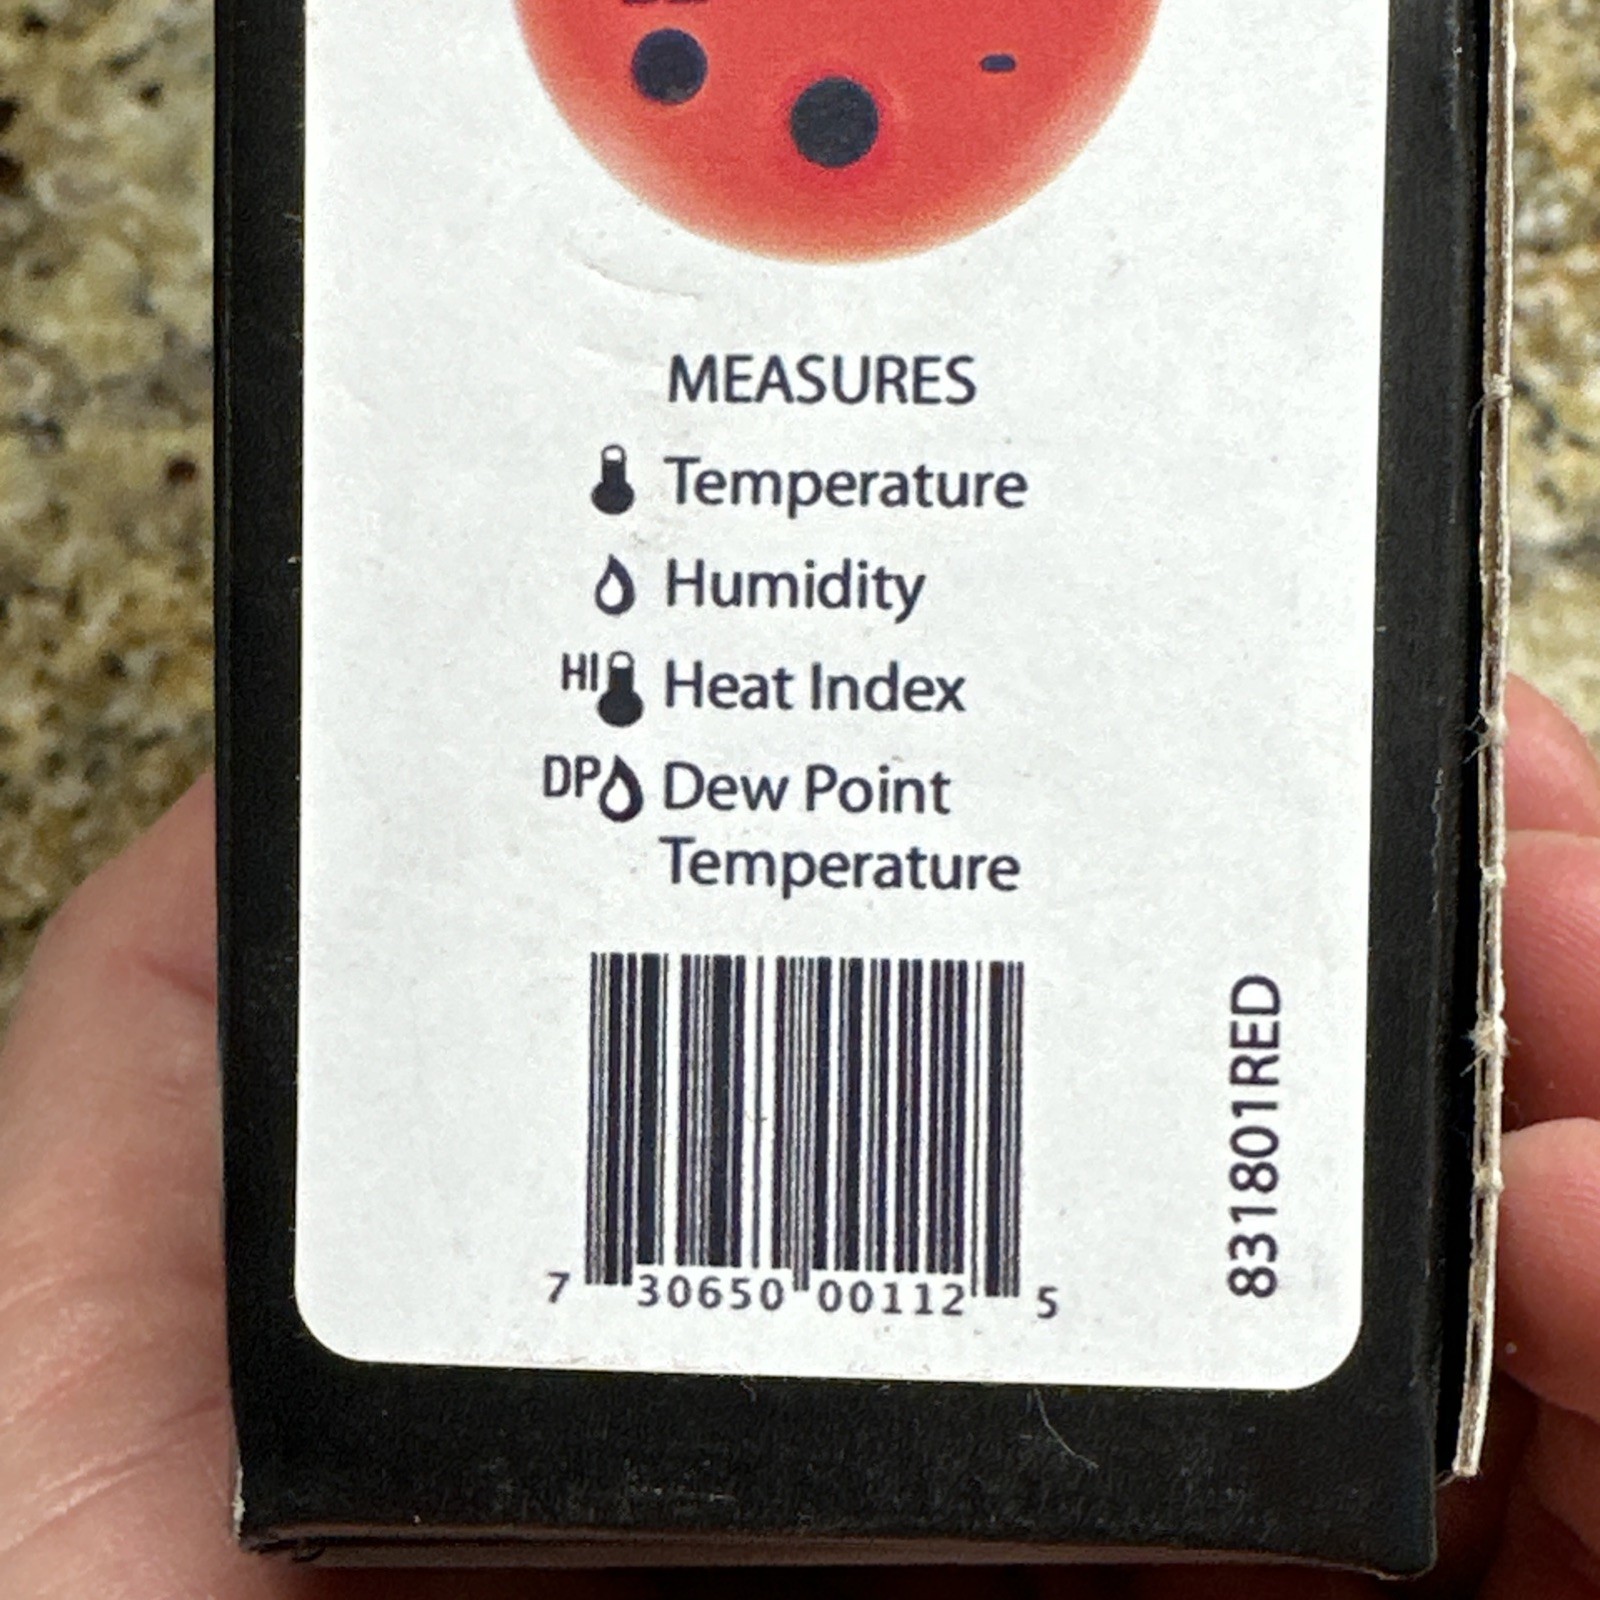 MEASURES
Temperature
Humidity
HI Heat Index
DP Dew Point
Temperature
7 30650 00112 5
831801RED